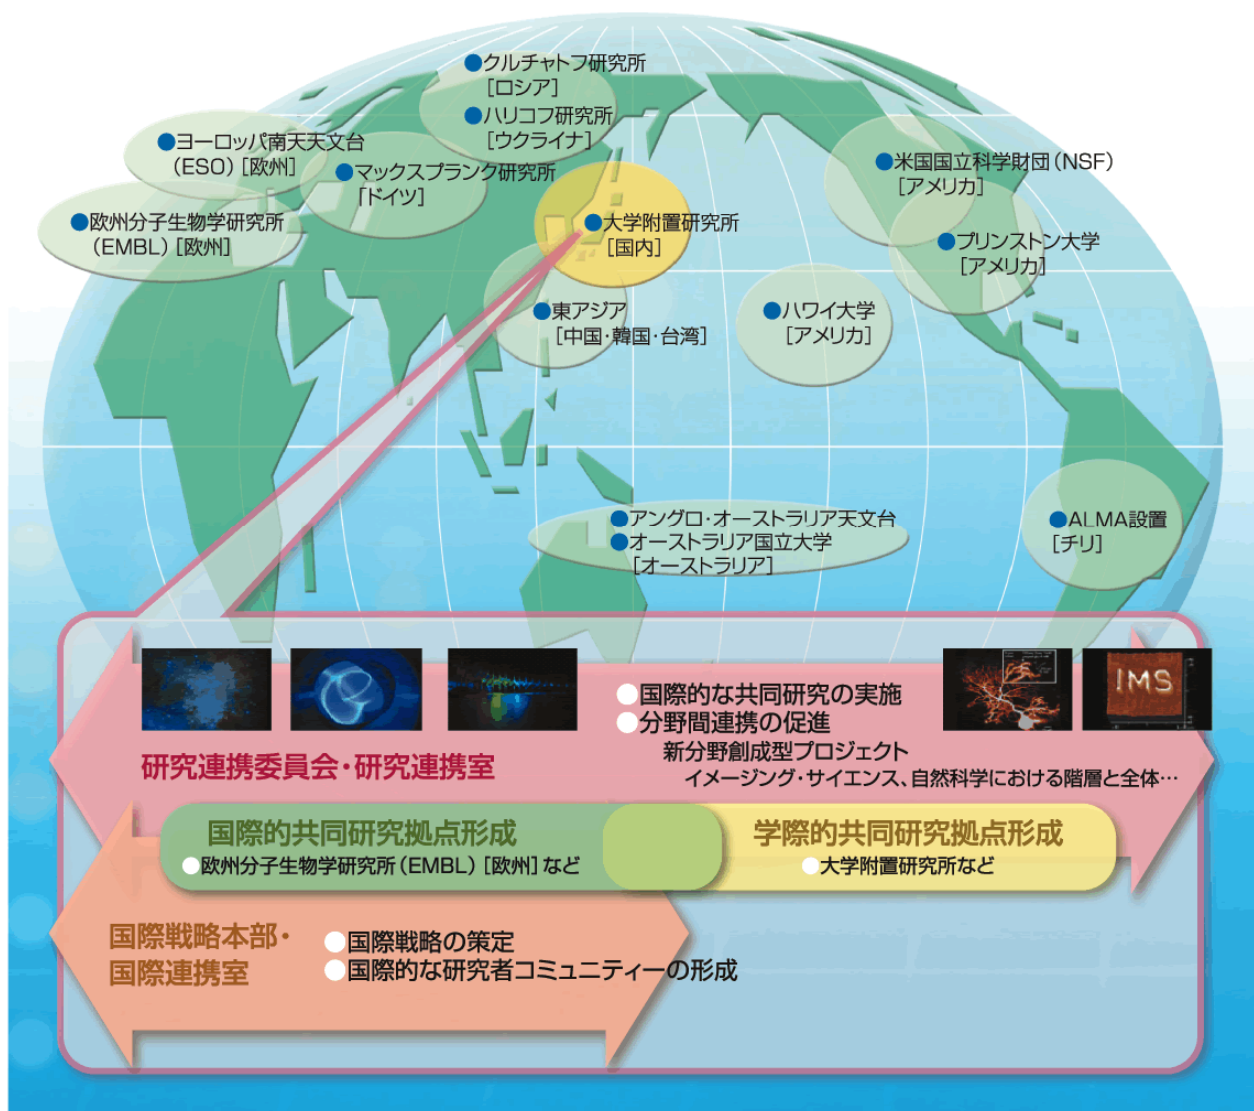 ●クルチャトフ研究所
[ロシア]
●ハリコフ研究所
[ウクライナ]
●ヨーロッパ南天天文台
(ESO) [欧州]
●マックスプランク研究所
「ドイツ]
●欧州分子生物学研究所
(EMBL) [欧州]
●大学附置研究所
[国内]
●米国国立科学財団(NSF)
[アメリカ]
●プリンストン大学
[アメリカ]
●東アジア
[中国・韓国・台湾]
●ハワイ大学
[アメリカ]
●アングロ・オーストラリア天文台
●オーストラリア国立大学
[オーストラリア]
●ALMA設置
[チリ]
IMS
●国際的な共同研究の実施
●分野間連携の促進
新分野創成型プロジェクト
イメージング・サイエンス、自然科学における階層と全体…
研究連携委員会・研究連携室
国際的共同研究拠点形成
●欧州分子生物学研究所(EMBL) [欧州] など
学際的共同研究拠点形成
●大学附置研究所など
国際戦略本部・
国際連携室
●国際戦略の策定
●国際的な研究者コミュニティーの形成